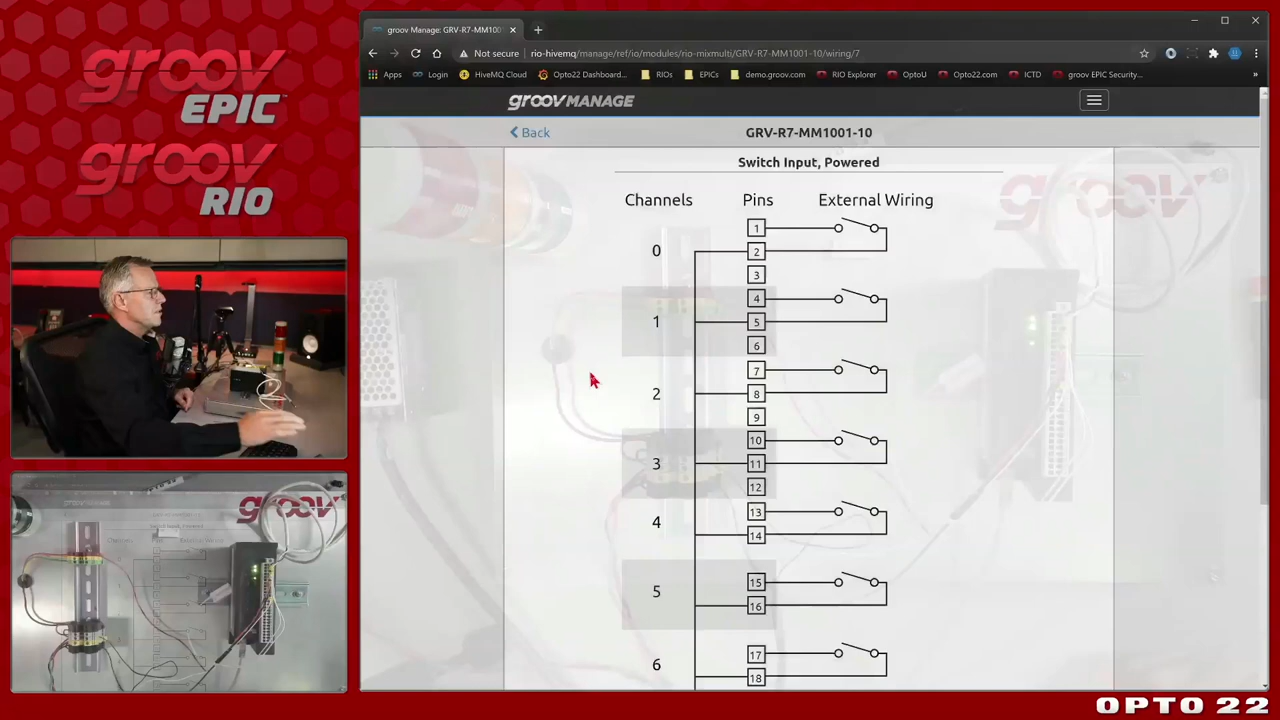 groov
EPIC™
groov
RIO
groov Manage: GRV-R7-MM100
Not secure
rio-hivemq/manage/ref/io/modules/rio-mixmulti/GRV-R7-MM1001-10/wiring/7
Apps
Login
HiveMQ Cloud
Opto22 Dashboard...
RIOs
EPICs
demo.groov.com
RIO Explorer
OptoU
Opto22.com
ICTD
groov EPIC Security...
»
groov MANAGE
Back
GRV-R7-MM1001-10
Switch Input, Powered
Channels Pins External Wiring
1
0 2
3
4
1 5
6
7
2 8
9
10
3 11
12
13
4 14
15
5 16
17
6 18
groov
groov
OPTO 22